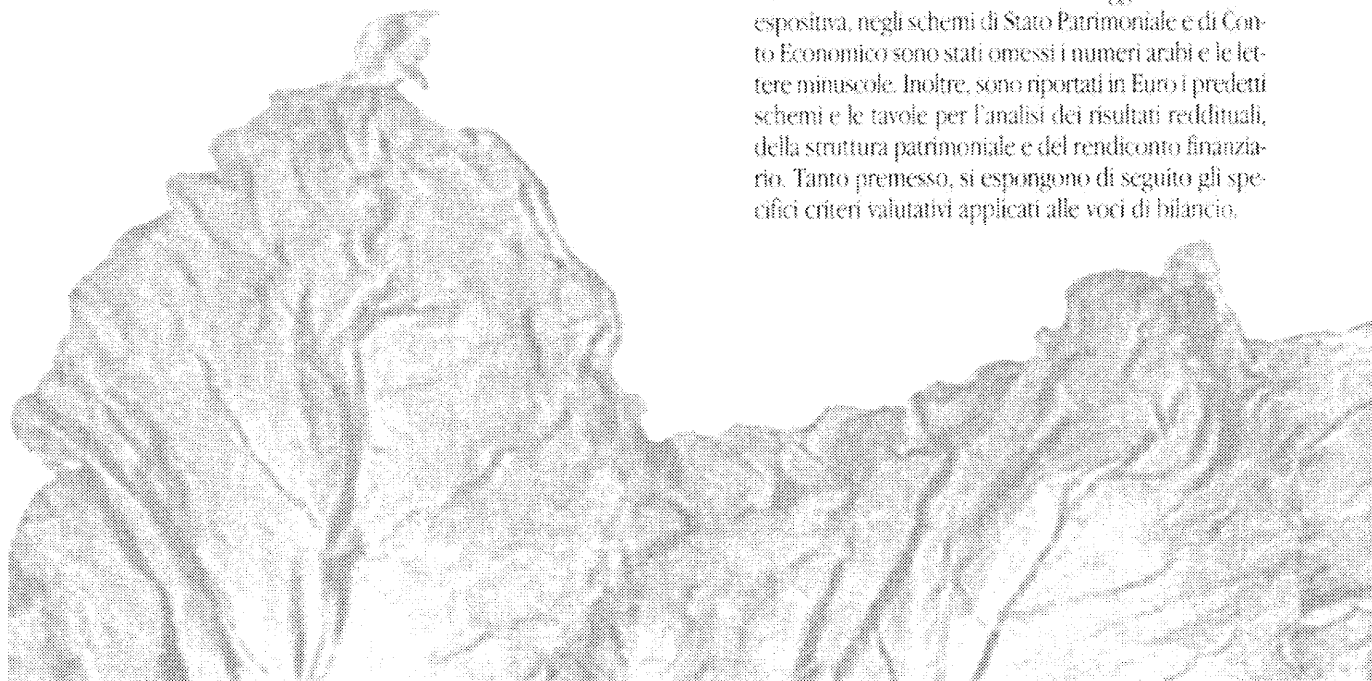 espositiva, negli schemi di Stato Patrimoniale e di Con-
to Economico sono stati omessi i numeri arabi e le let-
tere minuscole. Inoltre, sono riportati in Euro i predetti
schemi e le tavole per l'analisi dei risultati reddituali,
della struttura patrimoniale e del rendiconto finanzia-
rio. Tanto premesso, si espongono di seguito gli spe-
cifici criteri valutativi applicati alle voci di bilancio.